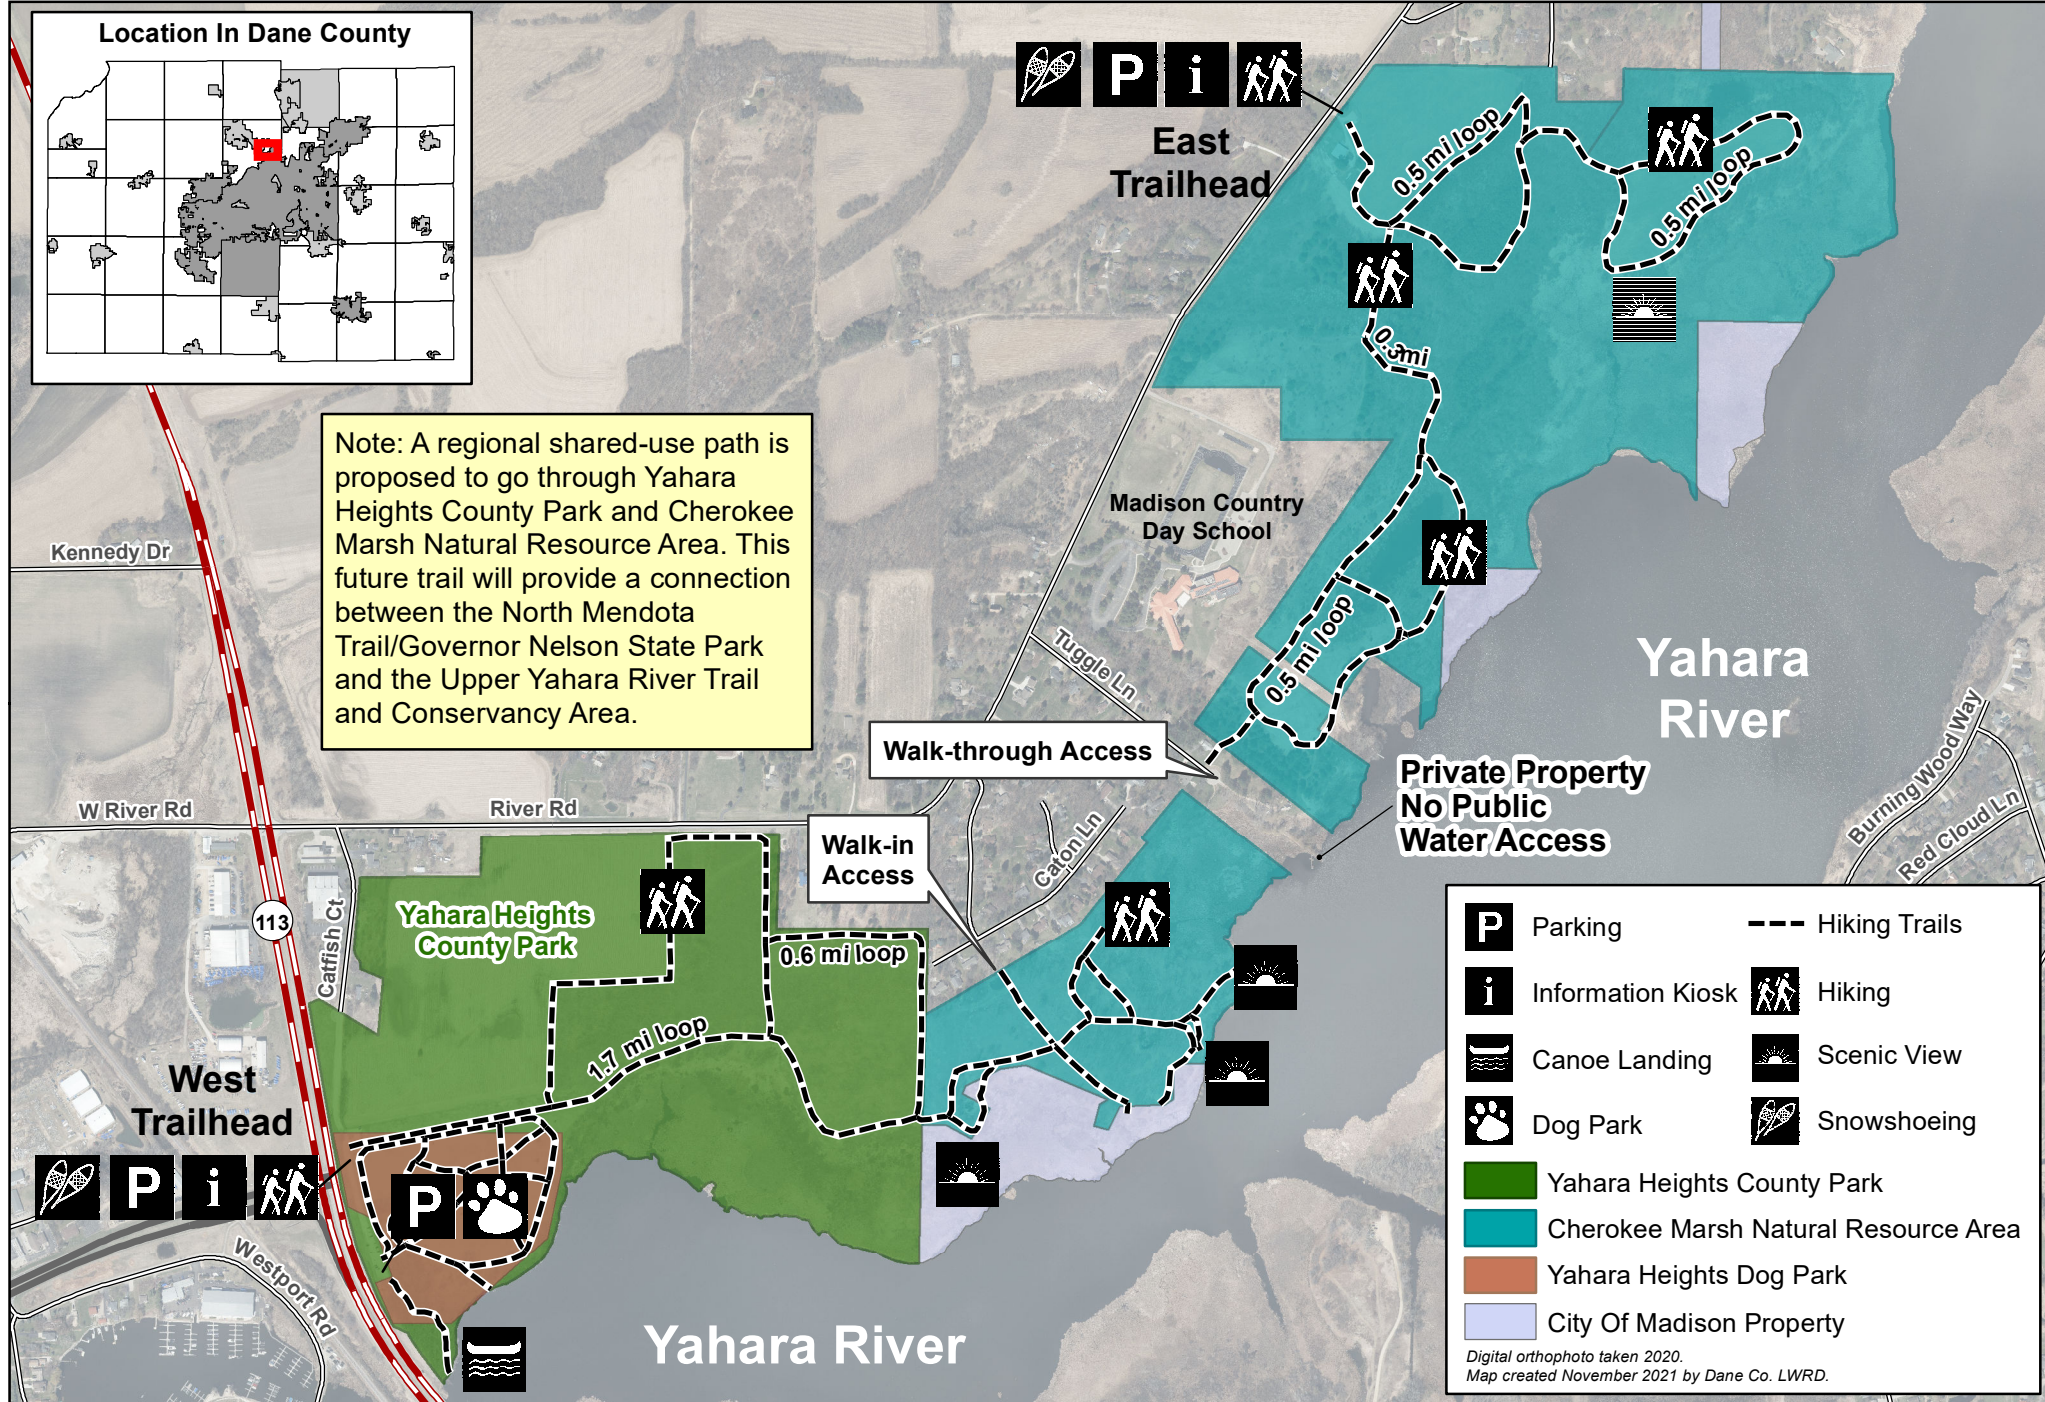 Location In Dane County
East
Trailhead
0.5 mi loop
0.5 mi loop
0.3mi
Note: A regional shared-use path is
proposed to go through Yahara
Heights County Park and Cherokee
Marsh Natural Resource Area. This
future trail will provide a connection
between the North Mendota
Trail/Governor Nelson State Park
and the Upper Yahara River Trail
and Conservancy Area.
Madison Country
Day School
Kennedy Dr
Tuggle Ln
0.5 mi loop
Yahara
River
Walk-through Access
Private Property
No Public
Water Access
Burning Wood Way
Red Cloud Ln
W River Rd
River Rd
Walk-in
Access
Caton Ln
113
Catfish Ct
Yahara Heights
County Park
0.6 mi loop
1.7 mi loop
West
Trailhead
Westport Rd
Yahara River
P
i
P
i
P
P
Parking
Hiking Trails
i
Information Kiosk
Hiking
Canoe Landing
Scenic View
Dog Park
Snowshoeing
Yahara Heights County Park
Cherokee Marsh Natural Resource Area
Yahara Heights Dog Park
City Of Madison Property
Digital orthophoto taken 2020.
Map created November 2021 by Dane Co. LWRD.